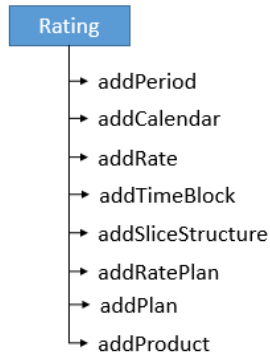 Rating
addPeriod
addCalendar
addRate
addTimeBlock
addSliceStructure
addRatePlan
addPlan
addProduct